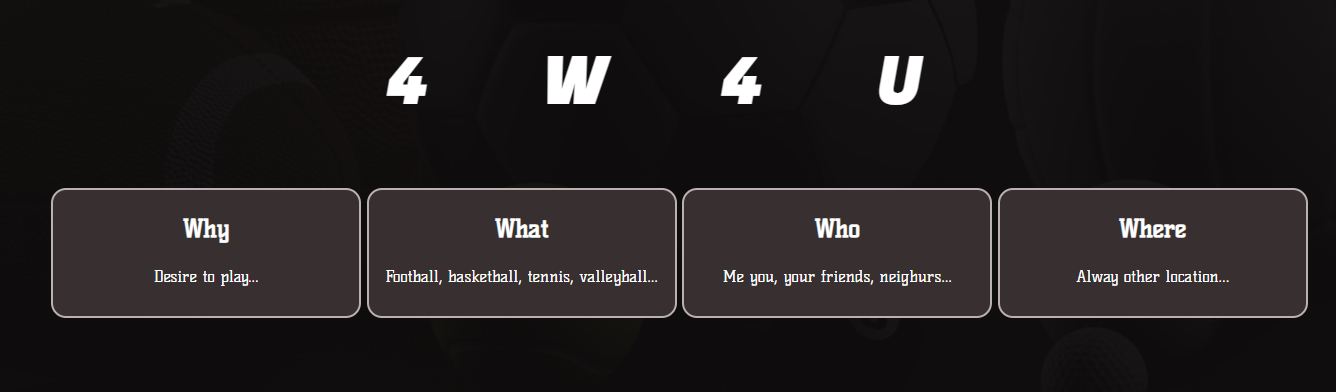 4 W 4 U
Why
Desire to play...
What
Football, basketball, tennis, valleyball...
Who
Me you, your friends, neighurs...
Where
Alway other location...